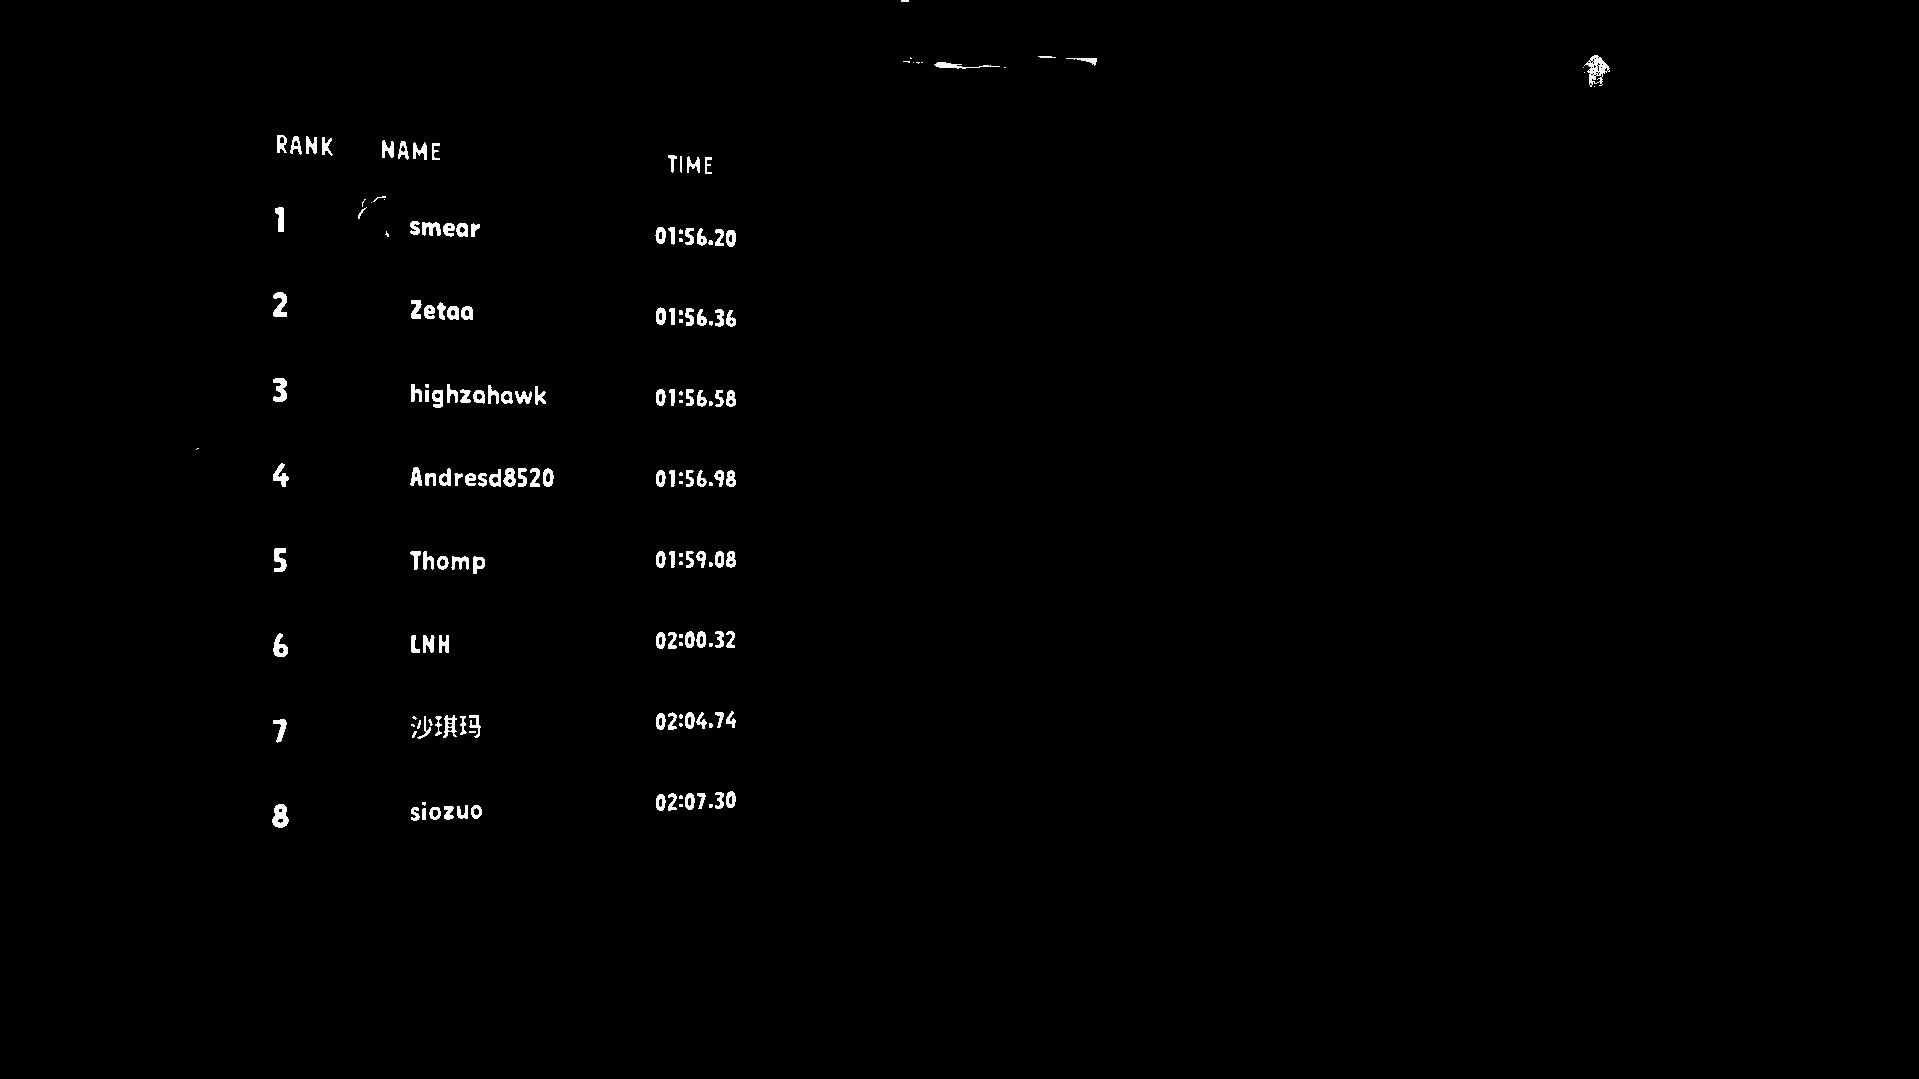 RANK NAME TIME
1 smear 01:56.20
2 Zetaa 01:56.36
3 highzahawk 01:56.58
4 Andresd8520 01:56.98
5 Thomp 01:59.08
6 LNH 02:00.32
7 沙琪玛 02:04.74
8 siozuo 02:07.30